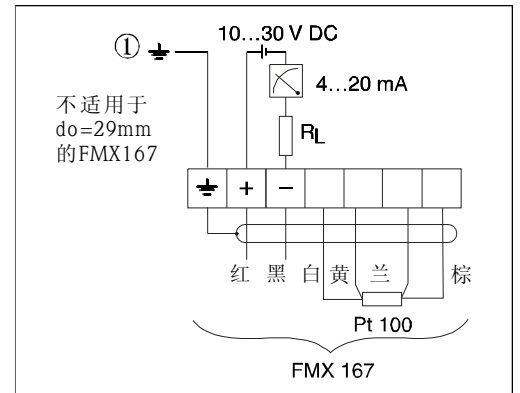 10...30 V DC
①
4...20 mA
不适用于
do=29mm
的FMX167
RL
+ −
红 黑 白 黄 兰 棕
Pt 100
FMX 167